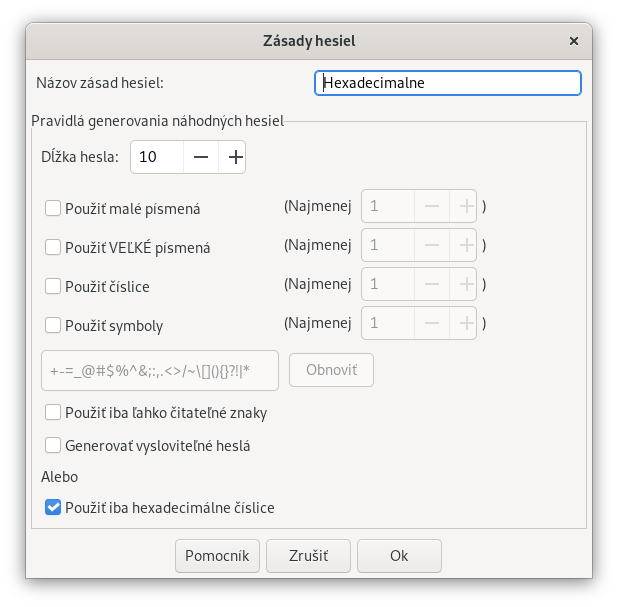 Zásady hesiel ×
Názov zásad hesiel: Hexadecimalne
Pravidlá generovania náhodných hesiel
Dĺžka hesla: 10 − +
Použiť malé písmená (Najmenej 1 − + )
Použiť VEĽKÉ písmená (Najmenej 1 − + )
Použiť číslice (Najmenej 1 − + )
Použiť symboly (Najmenej 1 − + )
+-=_@#$%^&;:,.<>/~\[](){}?!|* Obnoviť
Použiť iba ľahko čitateľné znaky
Generovať vysloviteľné heslá
Alebo
Použiť iba hexadecimálne číslice
Pomocník Zrušiť Ok